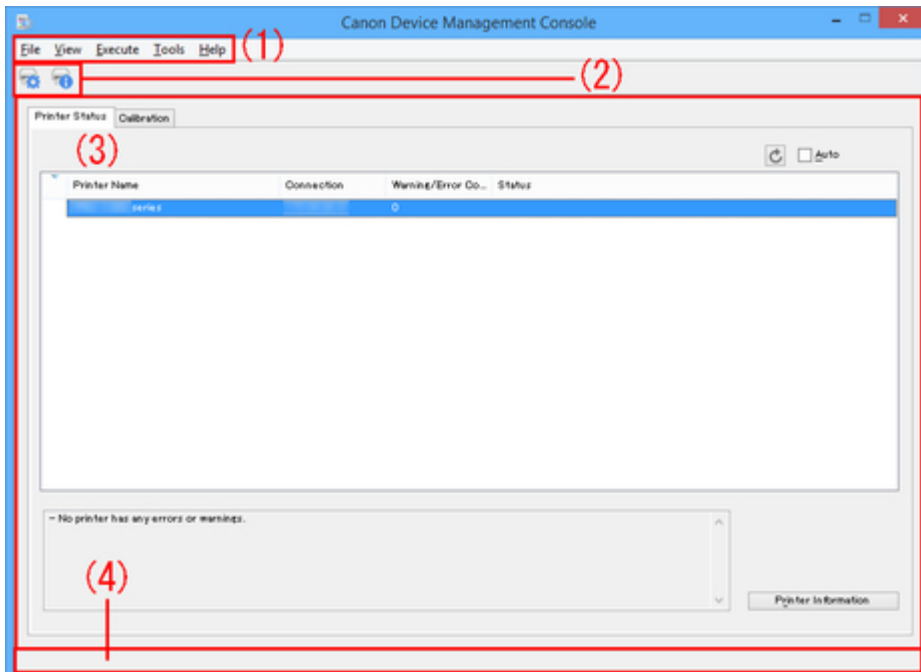 Canon Device Management Console
File View Execute Tools Help (1)
(2)
Printer Status Calibration
(3)
Auto
Printer Name Connection Warning/Error Co... Status
series 0
- No printer has any errors or warnings.
(4)
Printer Information